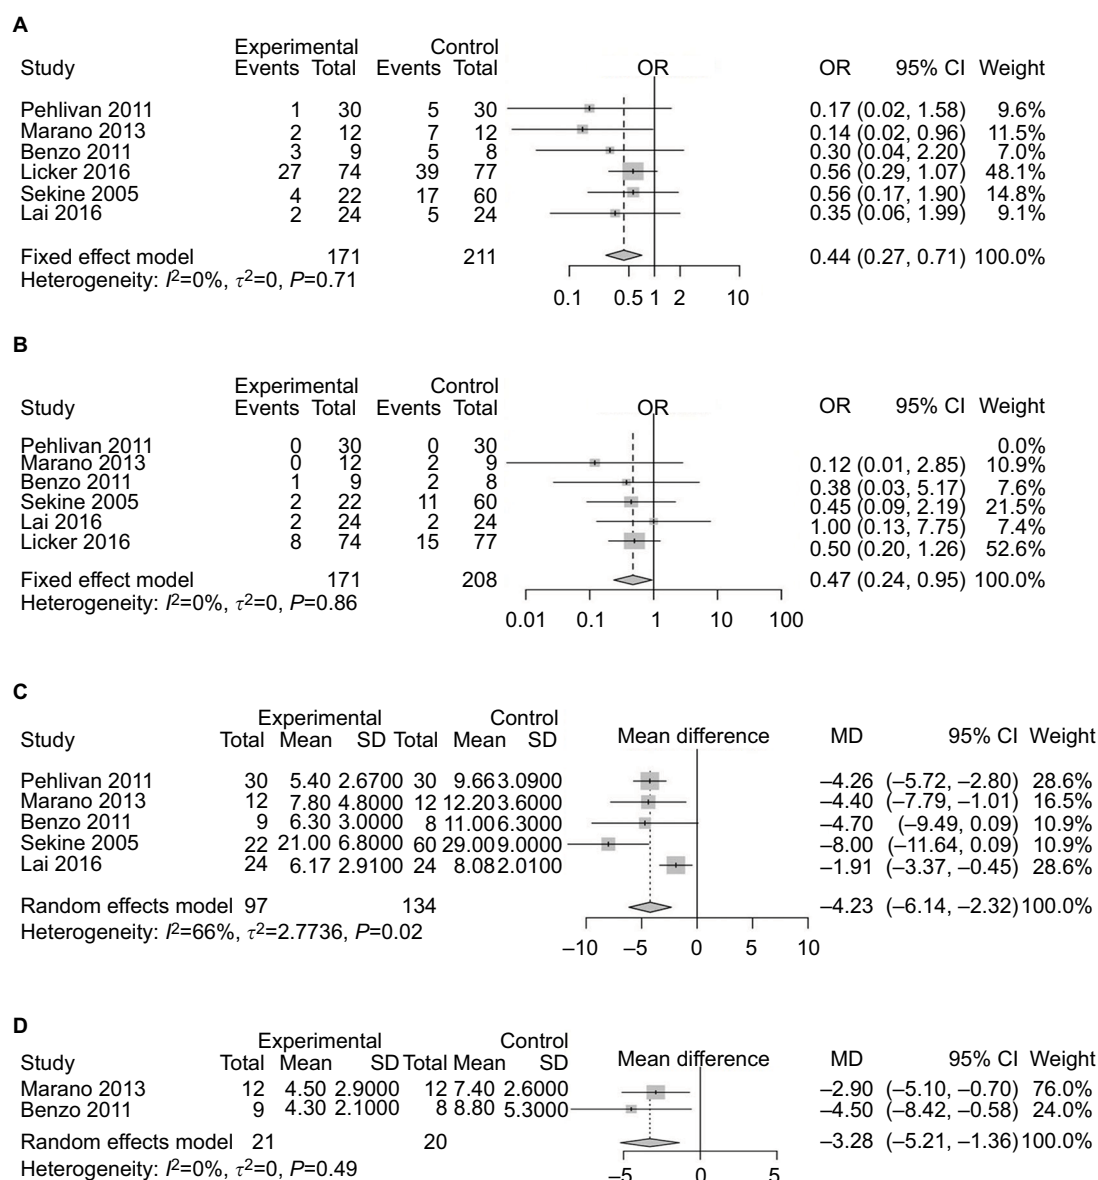 A
Experimental Control
Study Events Total Events Total OR OR 95% CI Weight
Pehlivan 2011 1 30 5 30 0.17 (0.02, 1.58) 9.6%
Marano 2013 2 12 7 12 0.14 (0.02, 0.96) 11.5%
Benzo 2011 3 9 5 8 0.30 (0.04, 2.20) 7.0%
Licker 2016 27 74 39 77 0.56 (0.29, 1.07) 48.1%
Sekine 2005 4 22 17 60 0.56 (0.17, 1.90) 14.8%
Lai 2016 2 24 5 24 0.35 (0.06, 1.99) 9.1%
Fixed effect model 171 211 0.44 (0.27, 0.71) 100.0%
Heterogeneity: I²=0%, τ²=0, P=0.71
0.1 0.5 1 2 10
B
Experimental Control
Study Events Total Events Total OR OR 95% CI Weight
Pehlivan 2011 0 30 0 30 0.0%
Marano 2013 0 12 2 9 0.12 (0.01, 2.85) 10.9%
Benzo 2011 1 9 2 8 0.38 (0.03, 5.17) 7.6%
Sekine 2005 2 22 11 60 0.45 (0.09, 2.19) 21.5%
Lai 2016 2 24 2 24 1.00 (0.13, 7.75) 7.4%
Licker 2016 8 74 15 77 0.50 (0.20, 1.26) 52.6%
Fixed effect model 171 208 0.47 (0.24, 0.95) 100.0%
Heterogeneity: I²=0%, τ²=0, P=0.86
0.01 0.1 1 10 100
C
Experimental Control
Study Total Mean SD Total Mean SD Mean difference MD 95% CI Weight
Pehlivan 2011 30 5.40 2.6700 30 9.66 3.0900 –4.26 (–5.72, –2.80) 28.6%
Marano 2013 12 7.80 4.8000 12 12.20 3.6000 –4.40 (–7.79, –1.01) 16.5%
Benzo 2011 9 6.30 3.0000 8 11.00 6.3000 –4.70 (–9.49, 0.09) 10.9%
Sekine 2005 22 21.00 6.8000 60 29.00 9.0000 –8.00 (–11.64, 0.09) 10.9%
Lai 2016 24 6.17 2.9100 24 8.08 2.0100 –1.91 (–3.37, –0.45) 28.6%
Random effects model 97 134 –4.23 (–6.14, –2.32) 100.0%
Heterogeneity: I²=66%, τ²=2.7736, P=0.02
–10 –5 0 5 10
D
Experimental Control
Study Total Mean SD Total Mean SD Mean difference MD 95% CI Weight
Marano 2013 12 4.50 2.9000 12 7.40 2.6000 –2.90 (–5.10, –0.70) 76.0%
Benzo 2011 9 4.30 2.1000 8 8.80 5.3000 –4.50 (–8.42, –0.58) 24.0%
Random effects model 21 20 –3.28 (–5.21, –1.36) 100.0%
Heterogeneity: I²=0%, τ²=0, P=0.49
–5 0 5